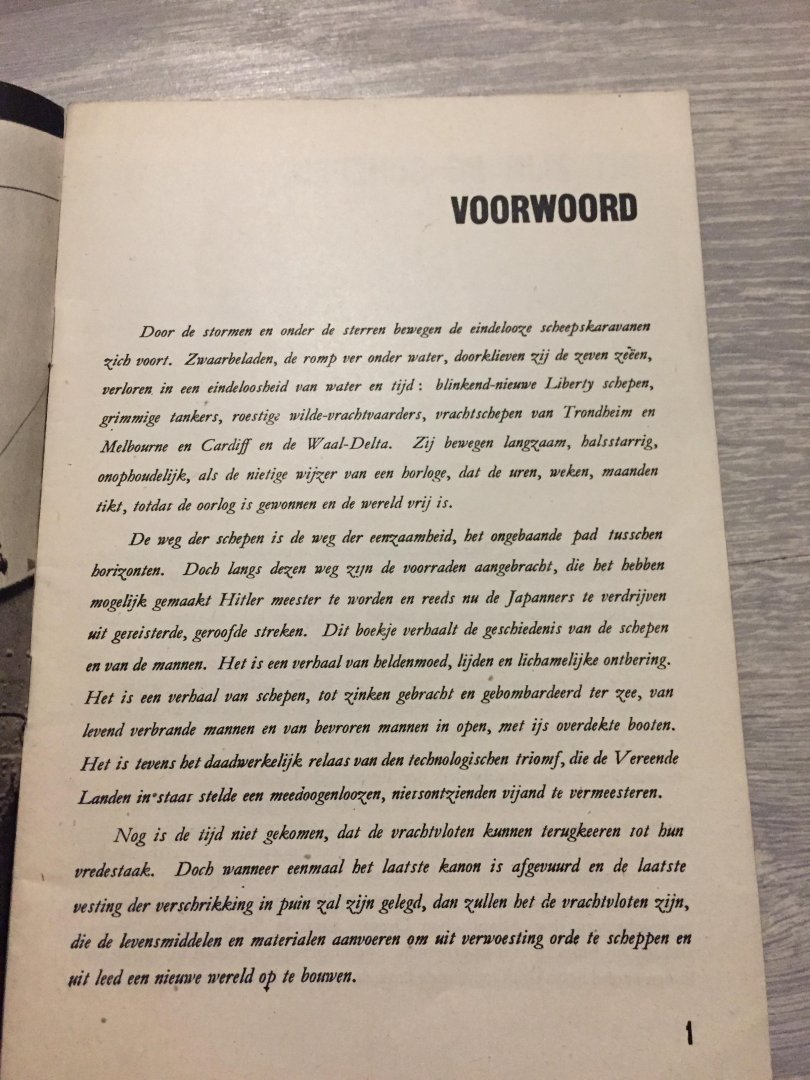 VOORWOORD
Door de stormen en onder de sterren bewegen de eindelooze scheepskaravanen
zich voort. Zwaarbeladen, de romp ver onder water, doorklieven zij de zeven zeëen,
verloren in een eindeloosheid van water en tijd : blinkend-nieuwe Liberty schepen,
grimmige tankers, roestige wilde-vrachtvaarders, vrachtschepen van Trondheim en
Melbourne en Cardiff en de Waal-Delta. Zij bewegen langzaam, halsstarrig,
onophoudelijk, als de nietige wijzer van een horloge, dat de uren, weken, maanden
tikt, totdat de oorlog is gewonnen en de wereld vrij is.
De weg der schepen is de weg der eenzaamheid, het ongebaande pad tusschen
horizonten. Doch langs dezen weg zijn de voorraden aangebracht, die het hebben
mogelijk gemaakt Hitler meester te worden en reeds nu de Japanners te verdrijven
uit geteisterde, geroofde streken. Dit boekje verhaalt de geschiedenis van de schepen
en van de mannen. Het is een verhaal van heldenmoed, lijden en lichamelijke ontbering.
Het is een verhaal van schepen, tot zinken gebracht en gebombardeerd ter zee, van
levend verbrande mannen en van bevroren mannen in open, met ijs overdekte booten.
Het is tevens het daadwerkelijk relaas van den technologischen triomf, die de Vereende
Landen in staat stelde een meedoogenloozen, nietsontzienden vijand te vermeesteren.
Nog is de tijd niet gekomen, dat de vrachtvloten kunnen terugkeeren tot hun
vredestaak. Doch wanneer eenmaal het laatste kanon is afgevuurd en de laatste
vesting der verschrikking in puin zal zijn gelegd, dan zullen het de vrachtvloten zijn,
die de levensmiddelen en materialen aanvoeren om uit verwoesting orde te scheppen en
uit leed een nieuwe wereld op te bouwen.
1